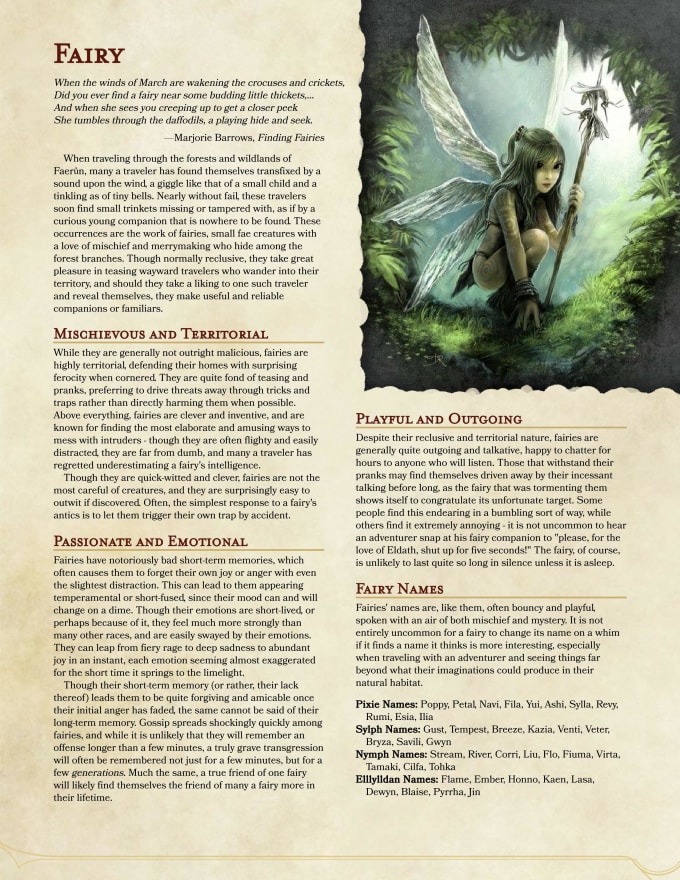 Fairy
When the winds of March are wakening the crocuses and crickets,
Did you ever find a fairy near some budding little thickets,...
And when she sees you creeping up to get a closer peek
She tumbles through the daffodils, a playing hide and seek.
—Marjorie Barrows, Finding Fairies
When traveling through the forests and wildlands of
Faerûn, many a traveler has found themselves transfixed by a
sound upon the wind, a giggle like that of a small child and a
tinkling as of tiny bells. Nearly without fail, these travelers
soon find small trinkets missing or tampered with, as if by a
curious young companion that is nowhere to be found. These
occurrences are the work of fairies, small fae creatures with
a love of mischief and merrymaking who hide among the
forest branches. Though normally reclusive, they take great
pleasure in teasing wayward travelers who wander into their
territory, and should they take a liking to one such traveler
and reveal themselves, they make useful and reliable
companions or familiars.
Mischievous and Territorial
While they are generally not outright malicious, fairies are
highly territorial, defending their homes with surprising
ferocity when cornered. They are quite fond of teasing and
pranks, preferring to drive threats away through tricks and
traps rather than directly harming them when possible.
Above everything, fairies are clever and inventive, and are
known for finding the most elaborate and amusing ways to
mess with intruders - though they are often flighty and easily
distracted, they are far from dumb, and many a traveler has
regretted underestimating a fairy's intelligence.
Though they are quick-witted and clever, fairies are not the
most careful of creatures, and they are surprisingly easy to
outwit if discovered. Often, the simplest response to a fairy's
antics is to let them trigger their own trap by accident.
Passionate and Emotional
Fairies have notoriously bad short-term memories, which
often causes them to forget their own joy or anger with even
the slightest distraction. This can lead to them appearing
temperamental or short-fused, since their mood can and will
change on a dime. Though their emotions are short-lived, or
perhaps because of it, they feel much more strongly than
many other races, and are easily swayed by their emotions.
They can leap from fiery rage to deep sadness to abundant
joy in an instant, each emotion seeming almost exaggerated
for the short time it springs to the limelight.
Though their short-term memory (or rather, their lack
thereof) leads them to be quite forgiving and amicable once
their initial anger has faded, the same cannot be said of their
long-term memory. Gossip spreads shockingly quickly among
fairies, and while it is unlikely that they will remember an
offense longer than a few minutes, a truly grave transgression
will often be remembered not just for a few minutes, but for a
few generations. Much the same, a true friend of one fairy
will likely find themselves the friend of many a fairy more in
their lifetime.
Playful and Outgoing
Despite their reclusive and territorial nature, fairies are
generally quite outgoing and talkative, happy to chatter for
hours to anyone who will listen. Those that withstand their
pranks may find themselves driven away by their incessant
talking before long, as the fairy that was tormenting them
shows itself to congratulate its unfortunate target. Some
people find this endearing in a bumbling sort of way, while
others find it extremely annoying - it is not uncommon to hear
an adventurer snap at his fairy companion to "please, for the
love of Eldath, shut up for five seconds!" The fairy, of course,
is unlikely to last quite so long in silence unless it is asleep.
Fairy Names
Fairies' names are, like them, often bouncy and playful,
spoken with an air of both mischief and mystery. It is not
entirely uncommon for a fairy to change its name on a whim
if it finds a name it thinks is more interesting, especially
when traveling with an adventurer and seeing things far
beyond what their imaginations could produce in their
natural habitat.
Pixie Names: Poppy, Petal, Navi, Fila, Yui, Ashi, Sylla, Revy,
Rumi, Esia, Ilia
Sylph Names: Gust, Tempest, Breeze, Kazia, Venti, Veter,
Bryza, Savili, Gwyn
Nymph Names: Stream, River, Corri, Liu, Flo, Fiuma, Virta,
Tamaki, Cilfa, Tohka
Elllylldan Names: Flame, Ember, Honno, Kaen, Lasa,
Dewyn, Blaise, Pyrrha, Jin